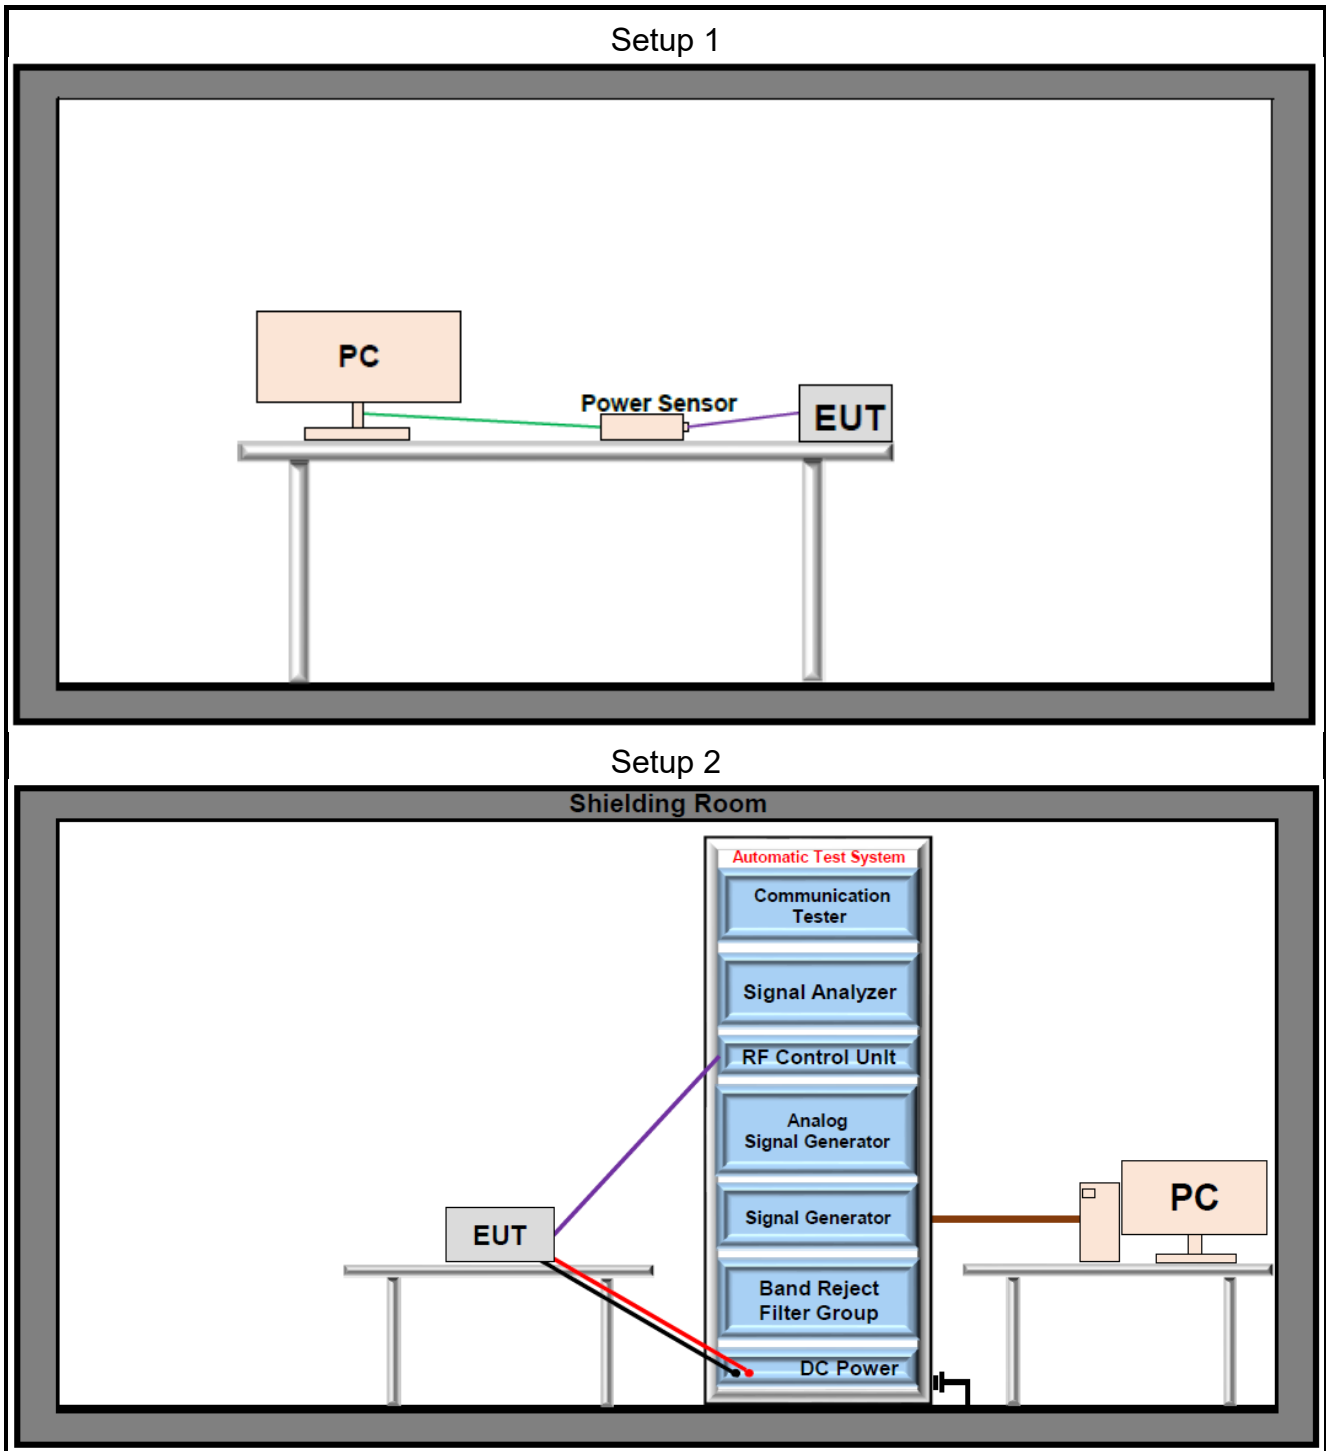 Setup 1
PC
Power Sensor
EUT
Setup 2
Shielding Room
Automatic Test System
Communication
Tester
Signal Analyzer
RF Control UnIt
Analog
Signal Generator
Signal Generator
Band Reject
Filter Group
DC Power
EUT
PC